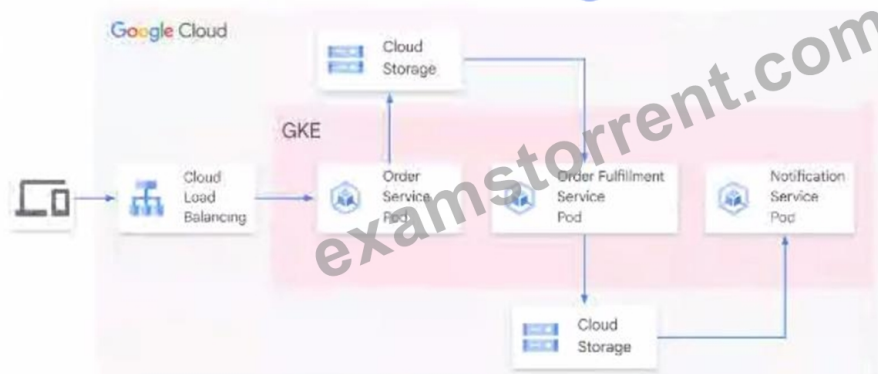 Google Cloud
Cloud
Storage
GKE
Cloud
Load
Balancing
Order
Service
Pod
Order Fulfillment
Service
Pod
Notification
Service
Pod
Cloud
Storage
examstorrent.com